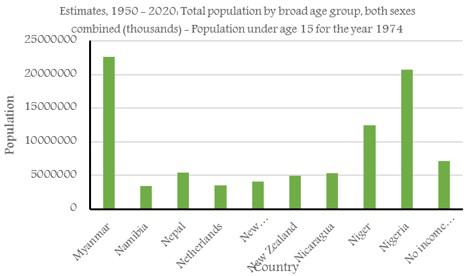 Estimates, 1950 - 2020: Total population by broad age group, both sexes
combined (thousands) - Population under age 15 for the year 1974
25000000
20000000
15000000
10000000
5000000
0
Population
Myanmar
Namibia
Nepal
Netherlands
New...
New Zealand
Nicaragua
Niger
Nigeria
No income...
Country